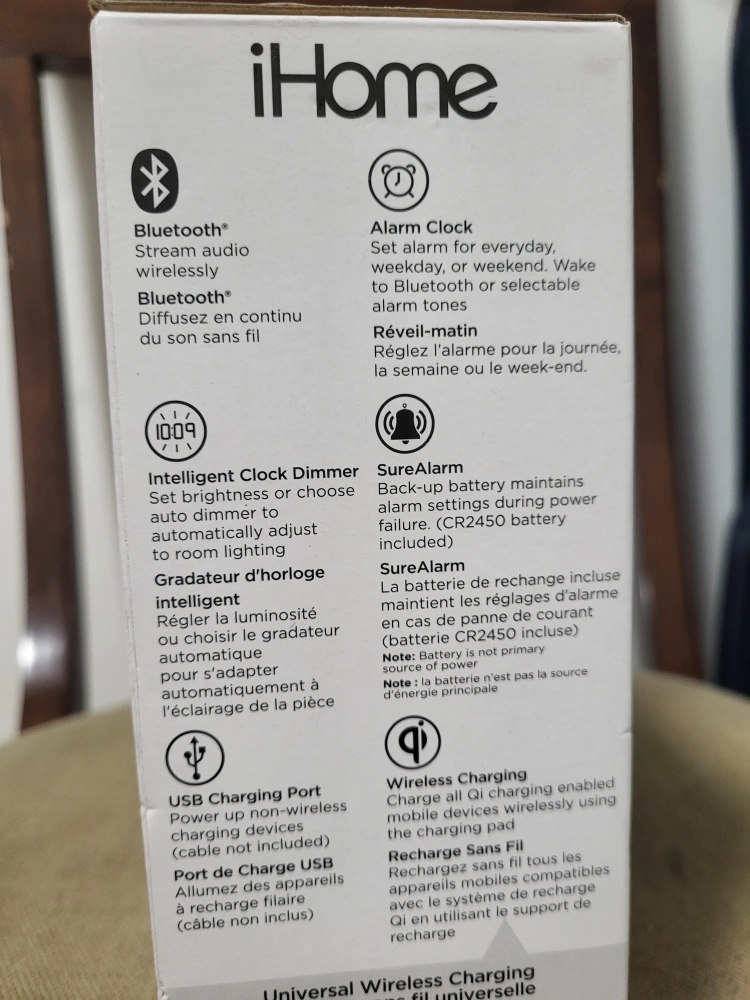 iHome
Bluetooth®
Stream audio
wirelessly
Bluetooth®
Diffusez en continu
du son sans fil
Alarm Clock
Set alarm for everyday,
weekday, or weekend. Wake
to Bluetooth or selectable
alarm tones
Réveil-matin
Réglez l'alarme pour la journée,
la semaine ou le week-end.
10:09
Intelligent Clock Dimmer
Set brightness or choose
auto dimmer to
automatically adjust
to room lighting
Gradateur d'horloge
intelligent
Régler la luminosité
ou choisir le gradateur
automatique
pour s'adapter
automatiquement à
l'éclairage de la pièce
SureAlarm
Back-up battery maintains
alarm settings during power
failure. (CR2450 battery
included)
SureAlarm
La batterie de rechange incluse
maintient les réglages d'alarme
en cas de panne de courant
(batterie CR2450 incluse)
Note: Battery is not primary
source of power
Note : la batterie n'est pas la source
d'énergie principale
USB Charging Port
Power up non-wireless
charging devices
(cable not included)
Port de Charge USB
Allumez des appareils
à recharge filaire
(câble non inclus)
qi
Wireless Charging
Charge all Qi charging enabled
mobile devices wirelessly using
the charging pad
Recharge Sans Fil
Rechargez sans fil tous les
appareils mobiles compatibles
avec le système de recharge
Qi en utilisant le support de
recharge
Universal Wireless Charging
fil universelle